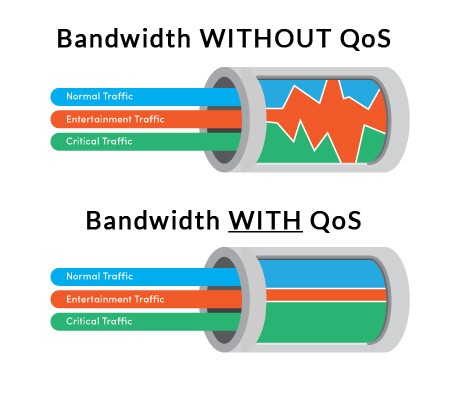 Bandwidth WITHOUT QoS
Normal Traffic
Entertainment Traffic
Critical Traffic
Bandwidth WITH QoS
Normal Traffic
Entertainment Traffic
Critical Traffic